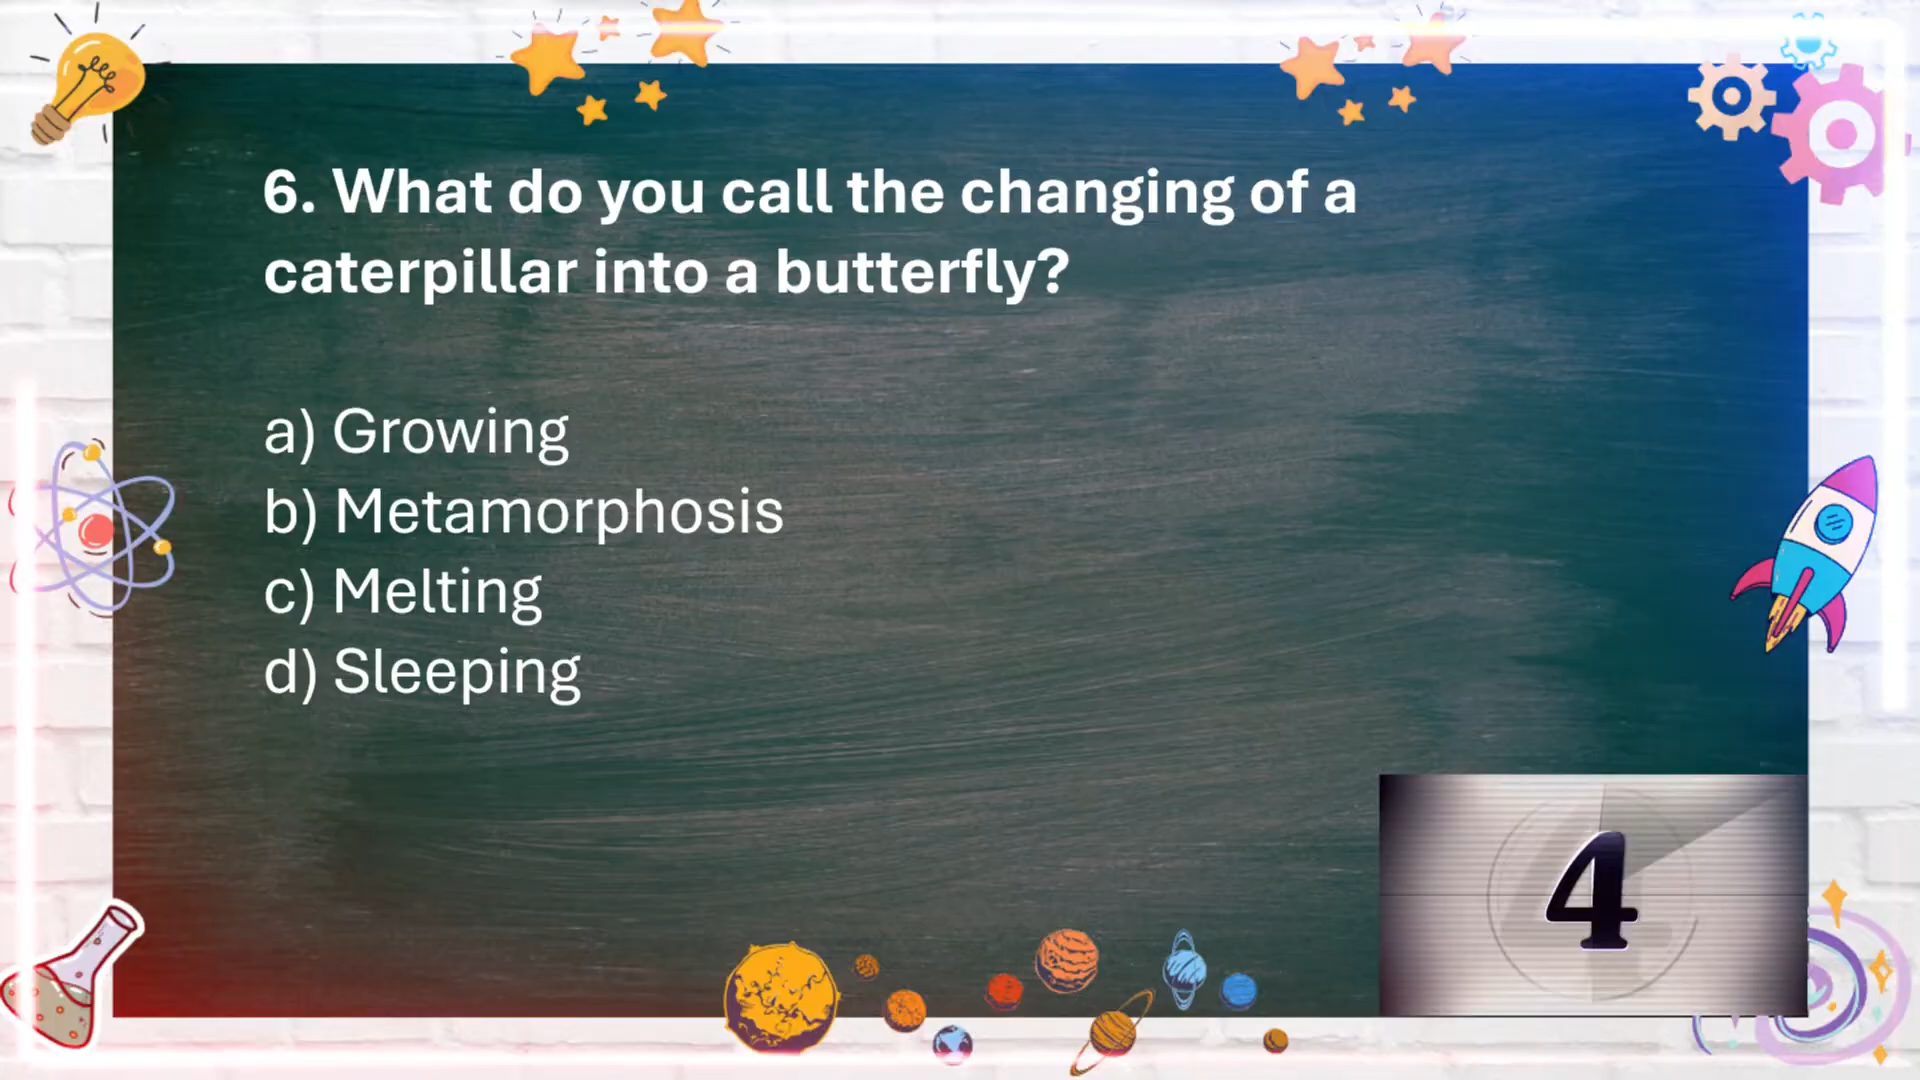 6. What do you call the changing of a
caterpillar into a butterfly?
a) Growing
b) Metamorphosis
c) Melting
d) Sleeping
4